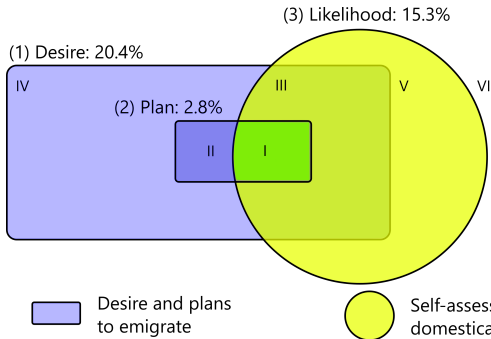 (3) Likelihood: 15.3%
(1) Desire: 20.4%
IV
III
V
VI
(2) Plan: 2.8%
II
I
Desire and plans
to emigrate